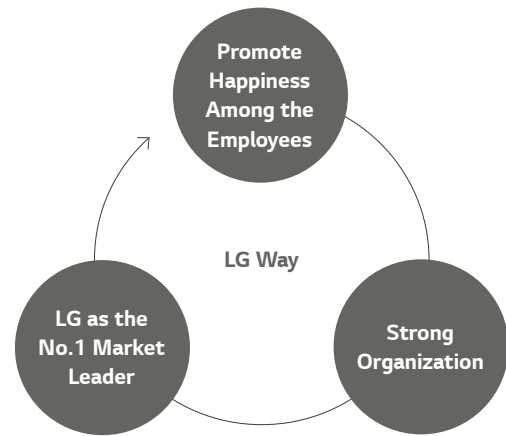 Promote
Happiness
Among the
Employees
LG Way
LG as the
No.1 Market
Leader
Strong
Organization